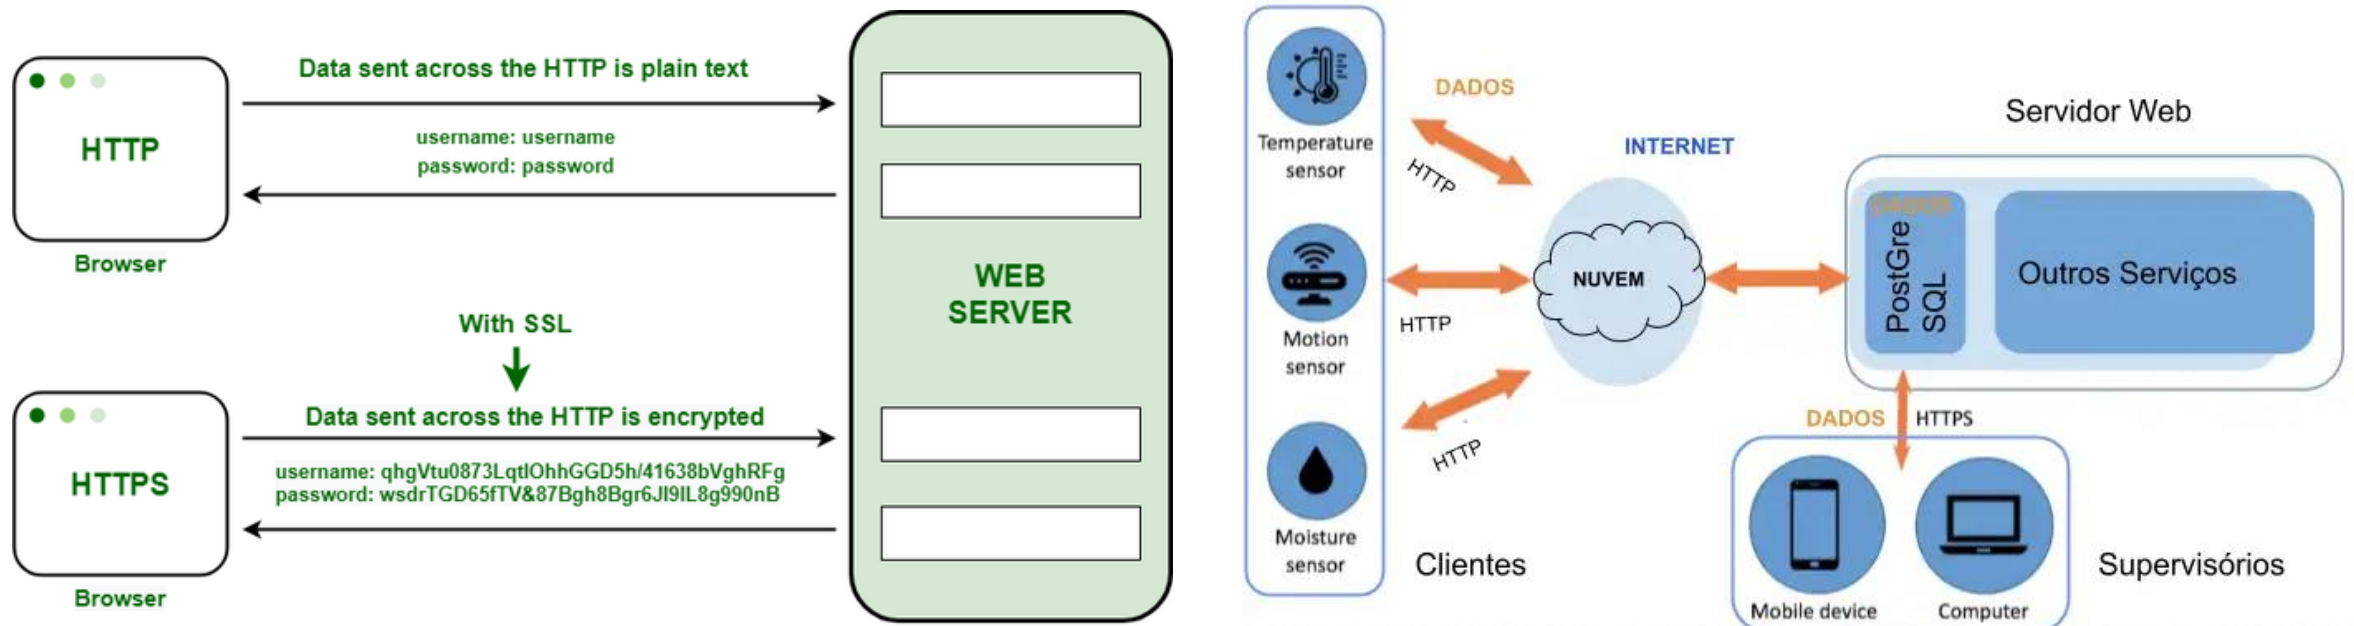 Data sent across the HTTP is plain text
HTTP
username: username
password: password
Browser
WEB
SERVER
With SSL
Data sent across the HTTP is encrypted
HTTPS
username: qhgVtu0873LqtlOhhGGD5h/41638bVghRFg
password: wsdrTGD65fTV&87Bgh8Bgr6Jl9lL8g990nB
Browser
Temperature
sensor
Motion
sensor
Moisture
sensor
Clientes
DADOS
HTTP
HTTP
HTTP
INTERNET
NUVEM
Servidor Web
DADOS
PostGre
SQL
Outros Serviços
DADOS
HTTPS
Mobile device
Computer
Supervisórios